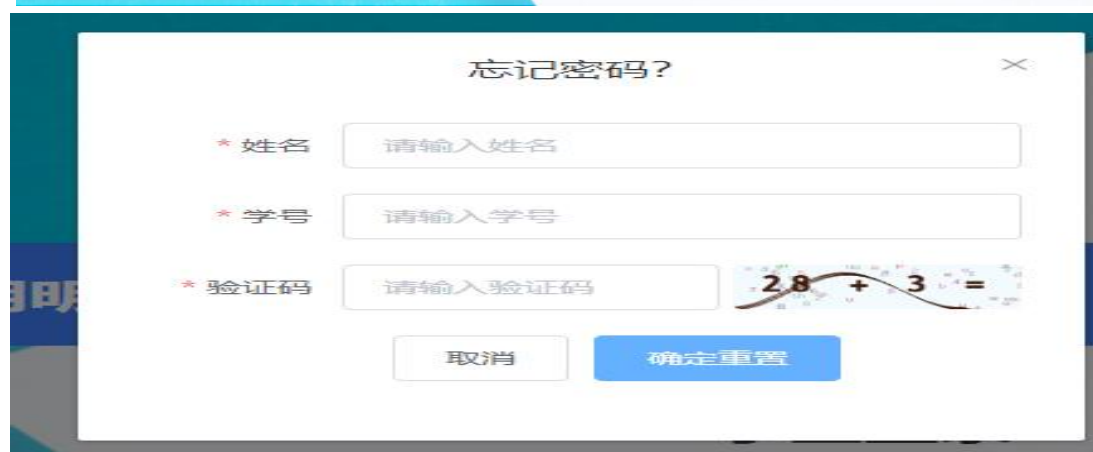 忘记密码?
* 姓名 请输入姓名
* 学号 请输入学号
* 验证码 请输入验证码 28 + 3 =
取消 确定重置